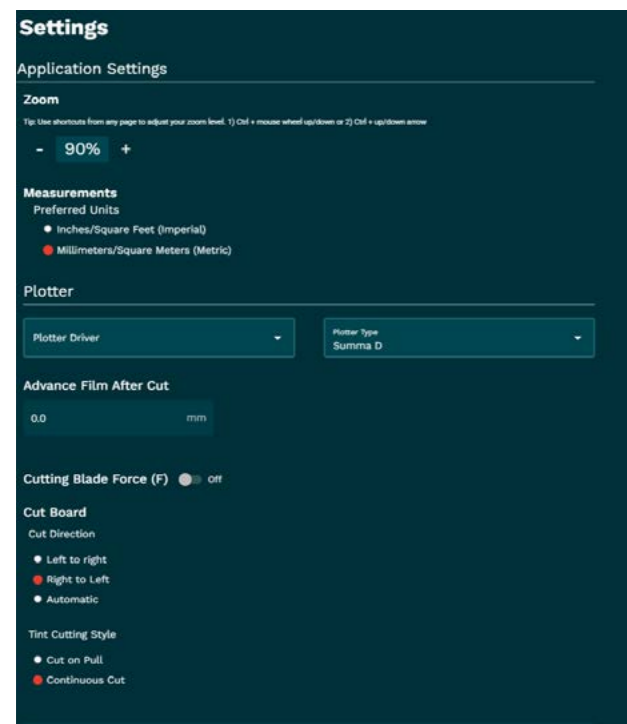 Settings
Application Settings
Zoom
Tip: Use shortcuts from any page to adjust your zoom level. 1) Ctrl + mouse wheel up/down or 2) Ctrl + up/down arrow
- 90% +
Measurements
Preferred Units
Inches/Square Feet (Imperial)
Millimeters/Square Meters (Metric)
Plotter
Plotter Driver
Plotter Type
Summa D
Advance Film After Cut
0.0 mm
Cutting Blade Force (F) Off
Cut Board
Cut Direction
Left to right
Right to Left
Automatic
Tint Cutting Style
Cut on Pull
Continuous Cut